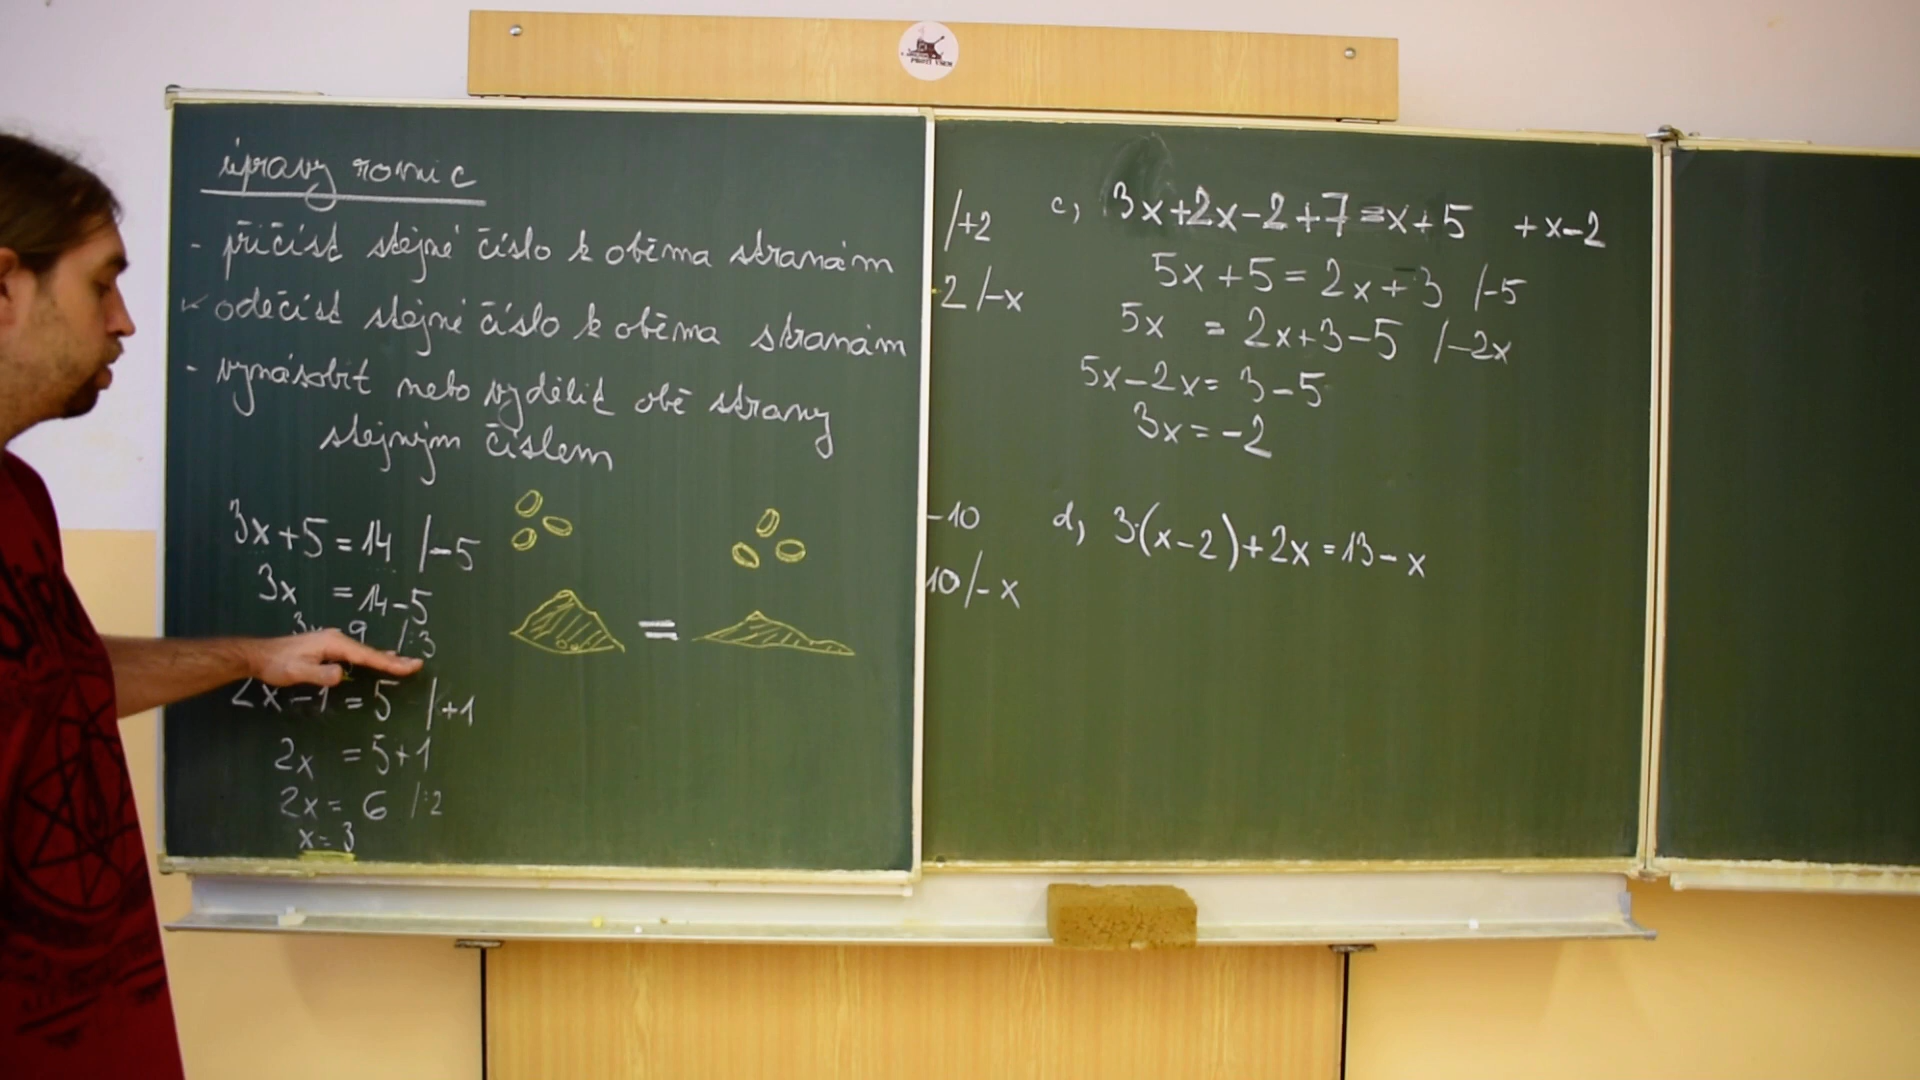 úpravy rovnic
- přičíst stejné číslo k oběma stranám
- odečíst stejné číslo k oběma stranám
- vynásobit nebo vydělit obě strany
stejným číslem
3x+5=14 /-5
3x =14-5
9 /:3
2x-1=5 /+1
2x =5+1
2x= 6 /:2
x=3
=
/+2
2/-x
-10
10/-x
c, 3x+2x-2+7=x+5 +x-2
5x+5=2x+3 /-5
5x = 2x+3-5 /-2x
5x-2x= 3-5
3x=-2
d, 3·(x-2)+2x=13-x